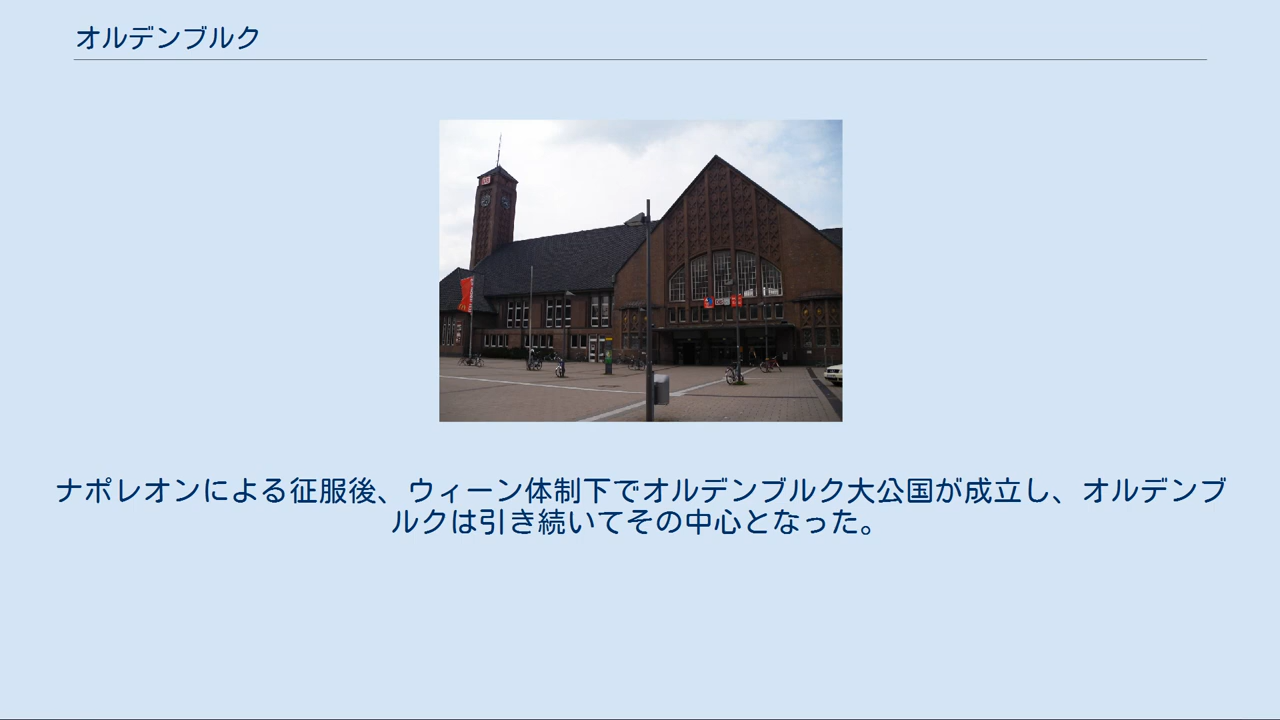 オルデンブルク
ナポレオンによる征服後、ウィーン体制下でオルデンブルク大公国が成立し、オルデンブ
ルクは引き続いてその中心となった。